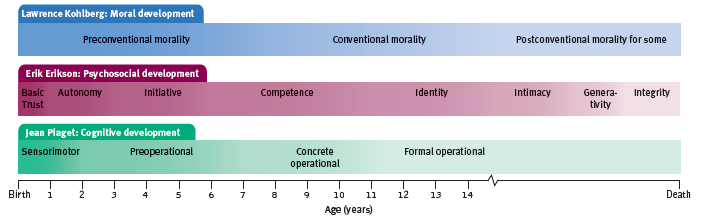 Lawrence Kohlberg: Moral development
Preconventional morality Conventional morality Postconventional morality for some
Erik Erikson: Psychosocial development
Basic Trust Autonomy Initiative Competence Identity Intimacy Genera-tivity Integrity
Jean Piaget: Cognitive development
Sensorimotor Preoperational Concrete operational Formal operational
Birth 1 2 3 4 5 6 7 8 9 10 11 12 13 14 Death
Age (years)